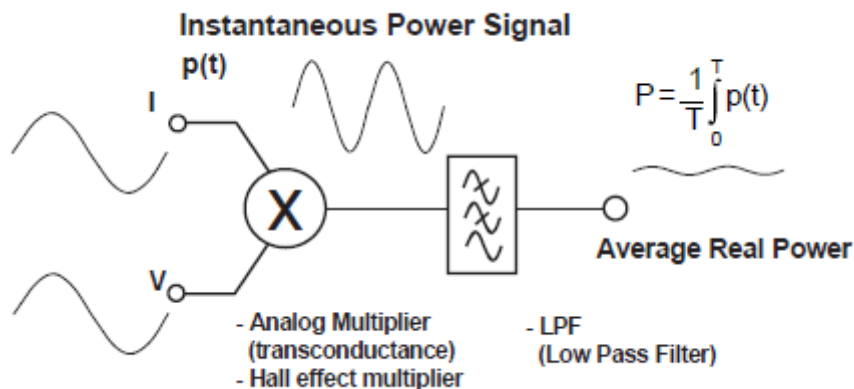 Instantaneous Power Signal
p(t)
I
P = 1/T ∫₀ᵀ p(t)
X
V
Average Real Power
- Analog Multiplier
(transconductance)
- Hall effect multiplier
- LPF
(Low Pass Filter)